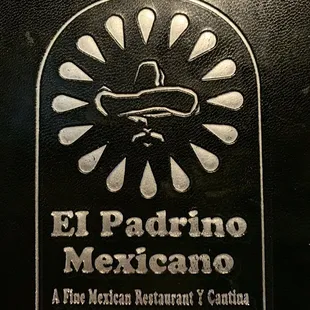 El Padrino
Mexicano
A Fine Mexican Restaurant Y Cantina